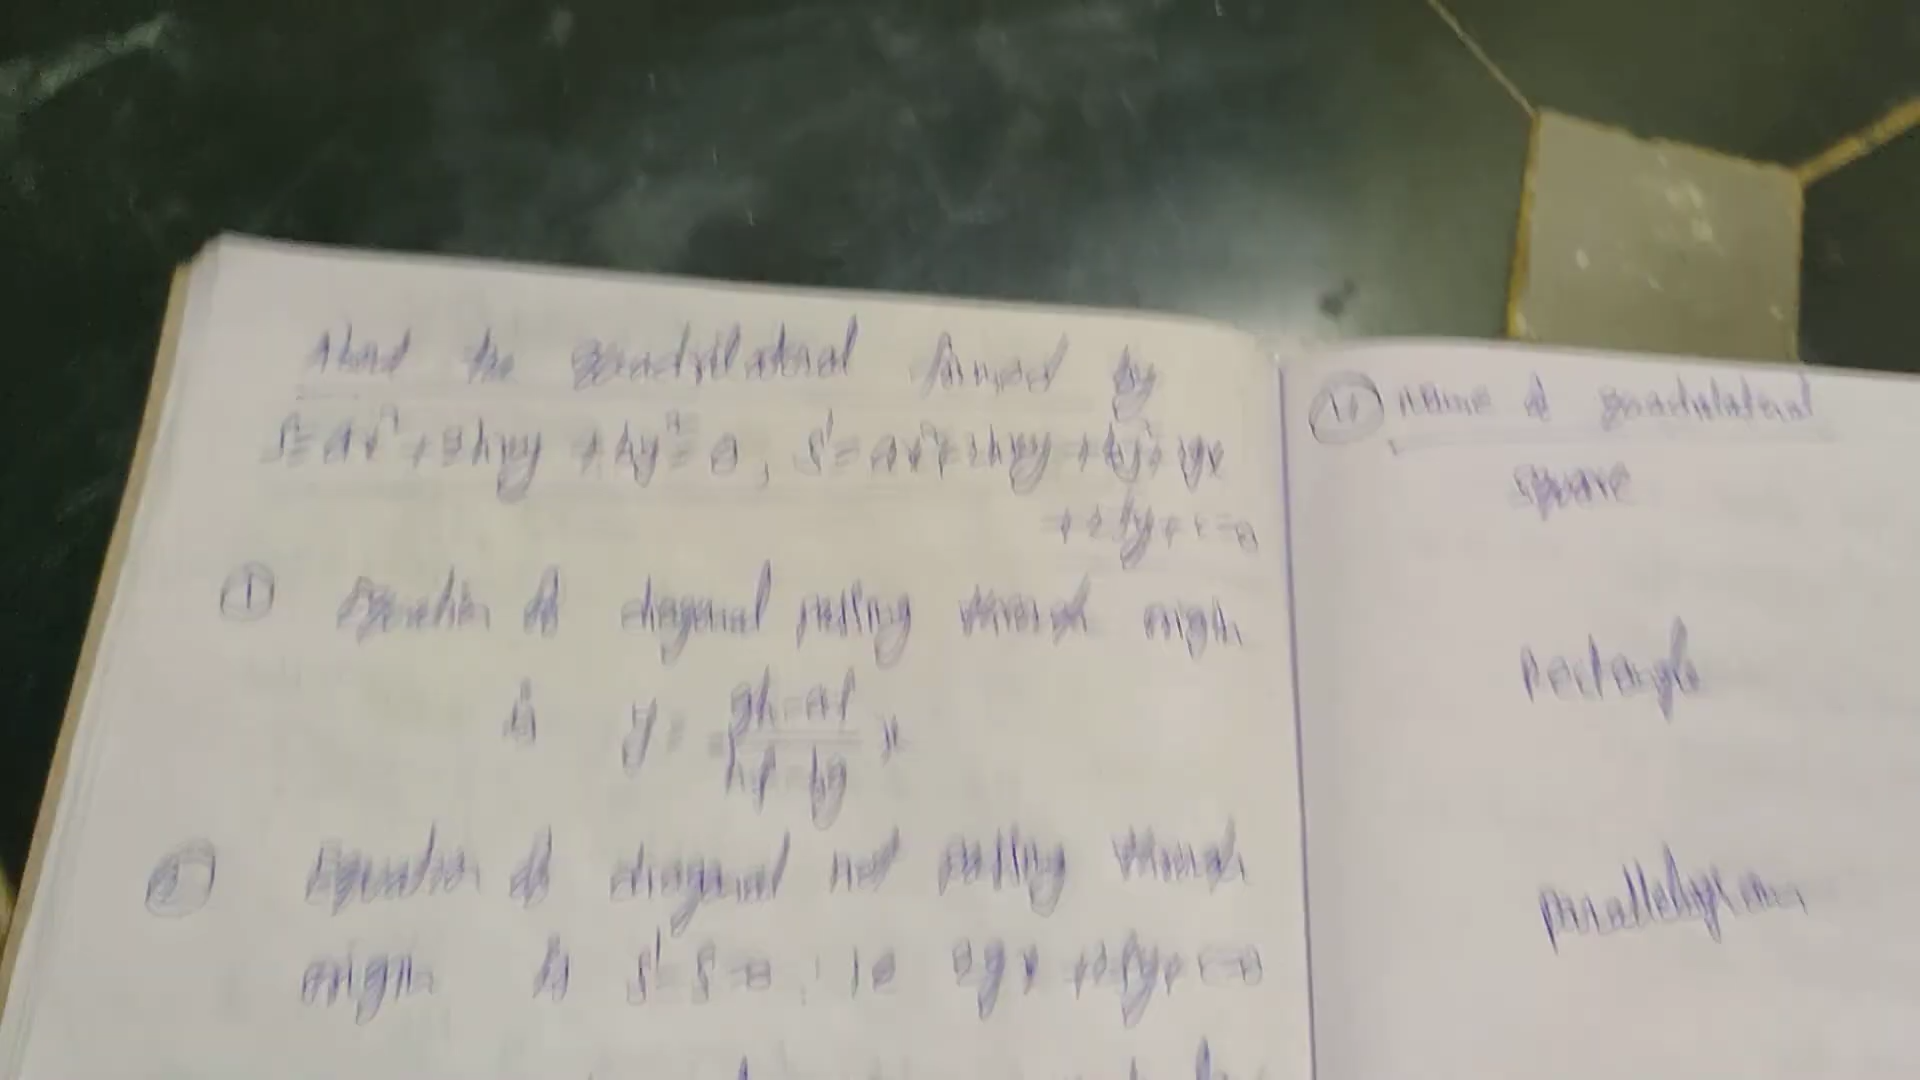 About the quadrilateral formed by
S≡ax²+2hxy+by²=0, S'≡ax²+2hxy+by²+2gx
+2fy+c=0
① Equation of diagonal passing through origin
is y = gh-af/hf-bg x
② Equation of diagonal not passing through
origin is S'-S=0, ie 2gx+2fy+c=0
name of quadrilateral
square
Rectangle
parallelogram